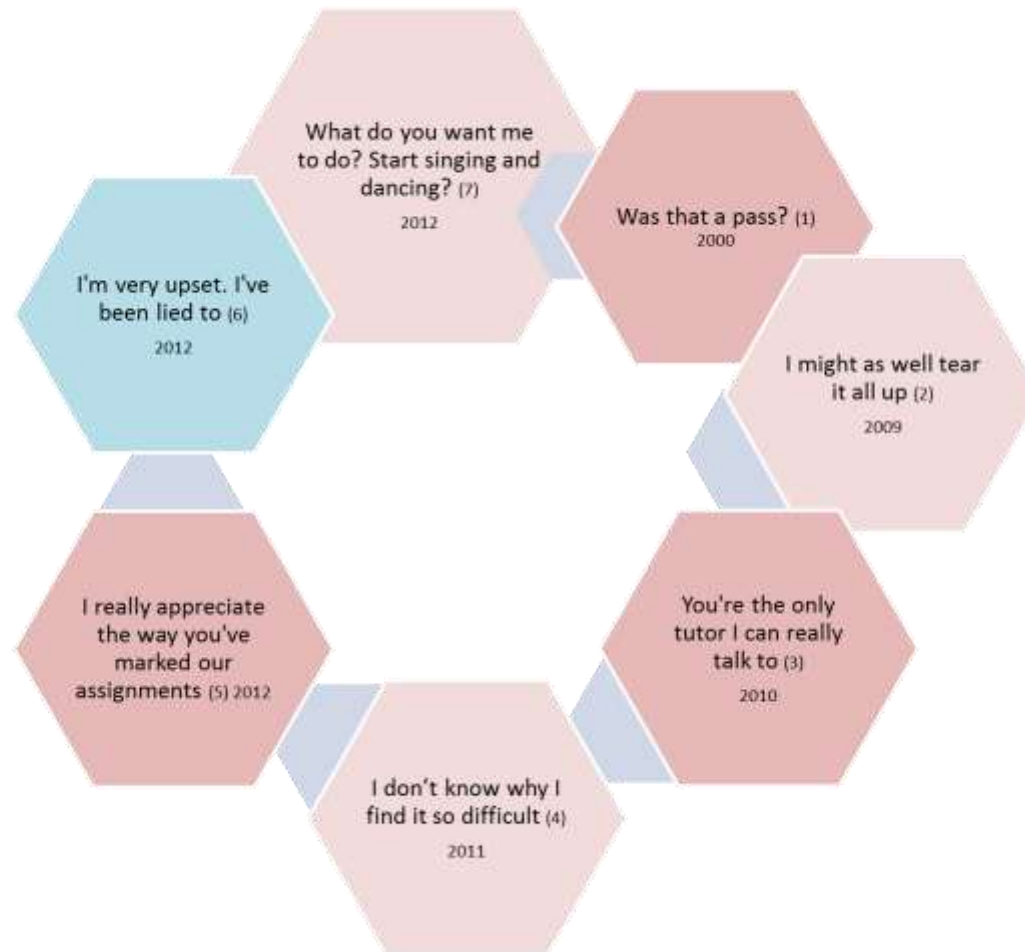 What do you want me
to do? Start singing and
dancing? (7)
2012
Was that a pass? (1)
2000
I might as well tear
it all up (2)
2009
You're the only
tutor I can really
talk to (3)
2010
I don’t know why I
find it so difficult (4)
2011
I really appreciate
the way you've
marked our
assignments (5) 2012
I'm very upset. I've
been lied to (6)
2012